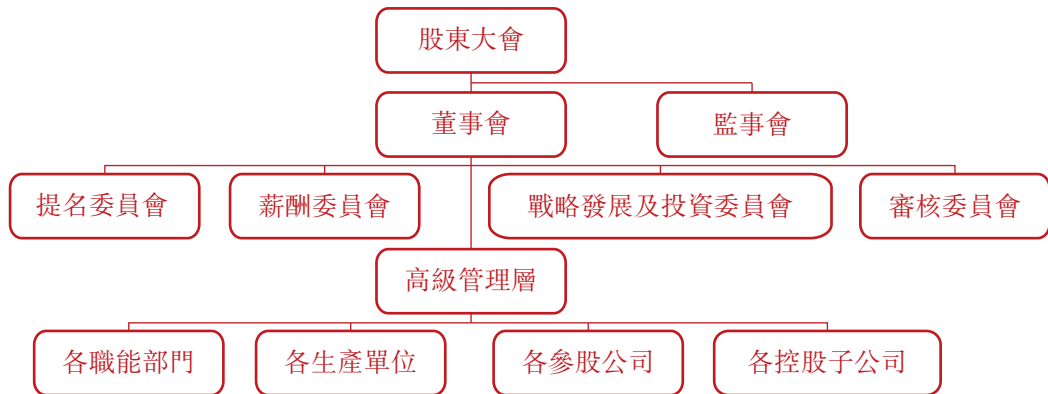 股東大會
董事會
監事會
提名委員會
薪酬委員會
戰略發展及投資委員會
審核委員會
高級管理層
各職能部門
各生產單位
各參股公司
各控股子公司